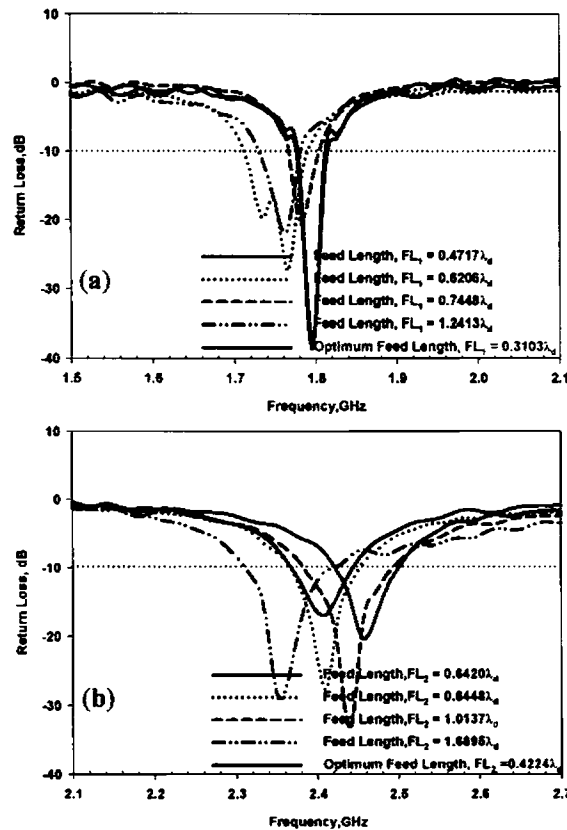 10
0
-10
-20
-30
-40
Return Loss,dB
(a)
Feed Length, FL1 = 0.4717λd
Feed Length, FL1 = 0.6206λd
Feed Length, FL1 = 0.7448λd
Feed Length, FL1 = 1.2413λd
Optimum Feed Length, FL1 = 0.3103λd
1.5 1.6 1.7 1.8 1.9 2.0 2.1
Frequency,GHz
10
0
-10
-20
-30
-40
Return Loss, dB
(b)
Feed Length,FL2 = 0.6420λd
Feed Length,FL2 = 0.8448λd
Feed Length,FL2 = 1.0137λd
Feed Length,FL2 = 1.6895λd
Optimum Feed Length, FL2 =0.4224λd
2.1 2.2 2.3 2.4 2.5 2.6 2.7
Frequency,GHz